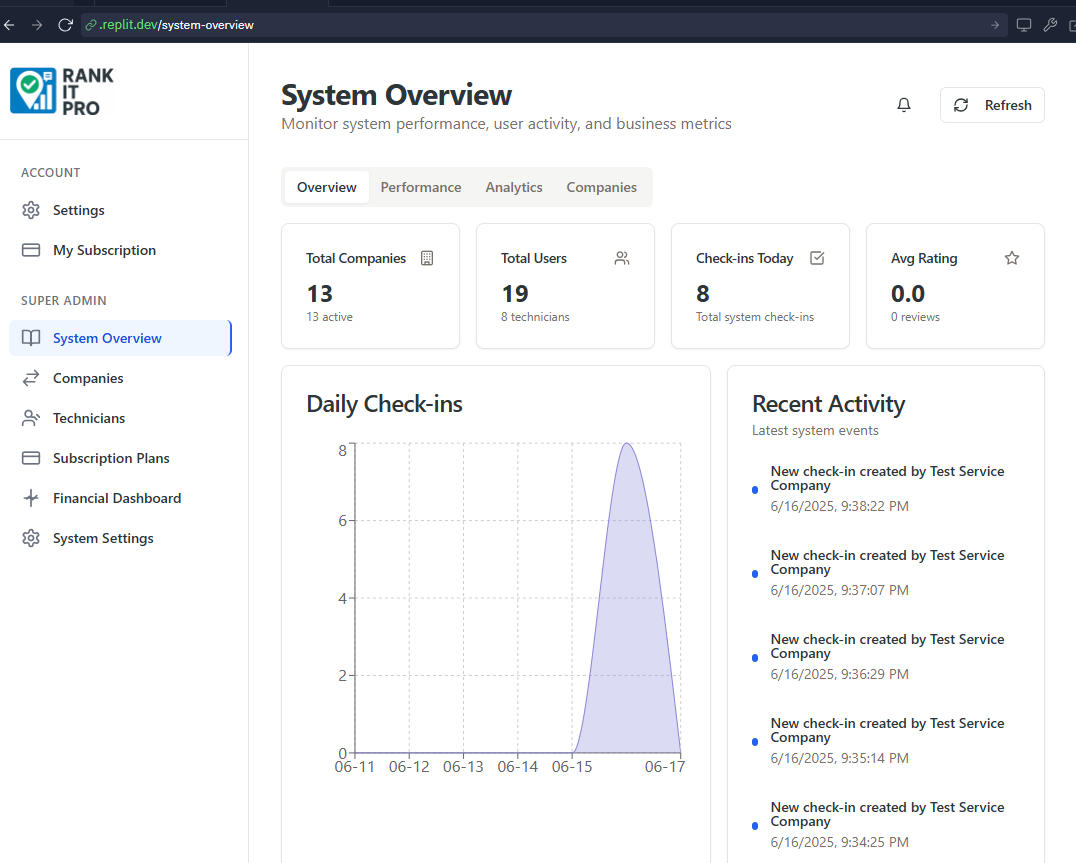 .replit.dev/system-overview
RANK
IT
PRO
ACCOUNT
Settings
My Subscription
SUPER ADMIN
System Overview
Companies
Technicians
Subscription Plans
Financial Dashboard
System Settings
System Overview
Monitor system performance, user activity, and business metrics
Refresh
Overview Performance Analytics Companies
Total Companies
13
13 active
Total Users
19
8 technicians
Check-ins Today
8
Total system check-ins
Avg Rating
0.0
0 reviews
Daily Check-ins
8
6
4
2
0
06-11 06-12 06-13 06-14 06-15 06-17
Recent Activity
Latest system events
New check-in created by Test Service
Company
6/16/2025, 9:38:22 PM
New check-in created by Test Service
Company
6/16/2025, 9:37:07 PM
New check-in created by Test Service
Company
6/16/2025, 9:36:29 PM
New check-in created by Test Service
Company
6/16/2025, 9:35:14 PM
New check-in created by Test Service
Company
6/16/2025, 9:34:25 PM